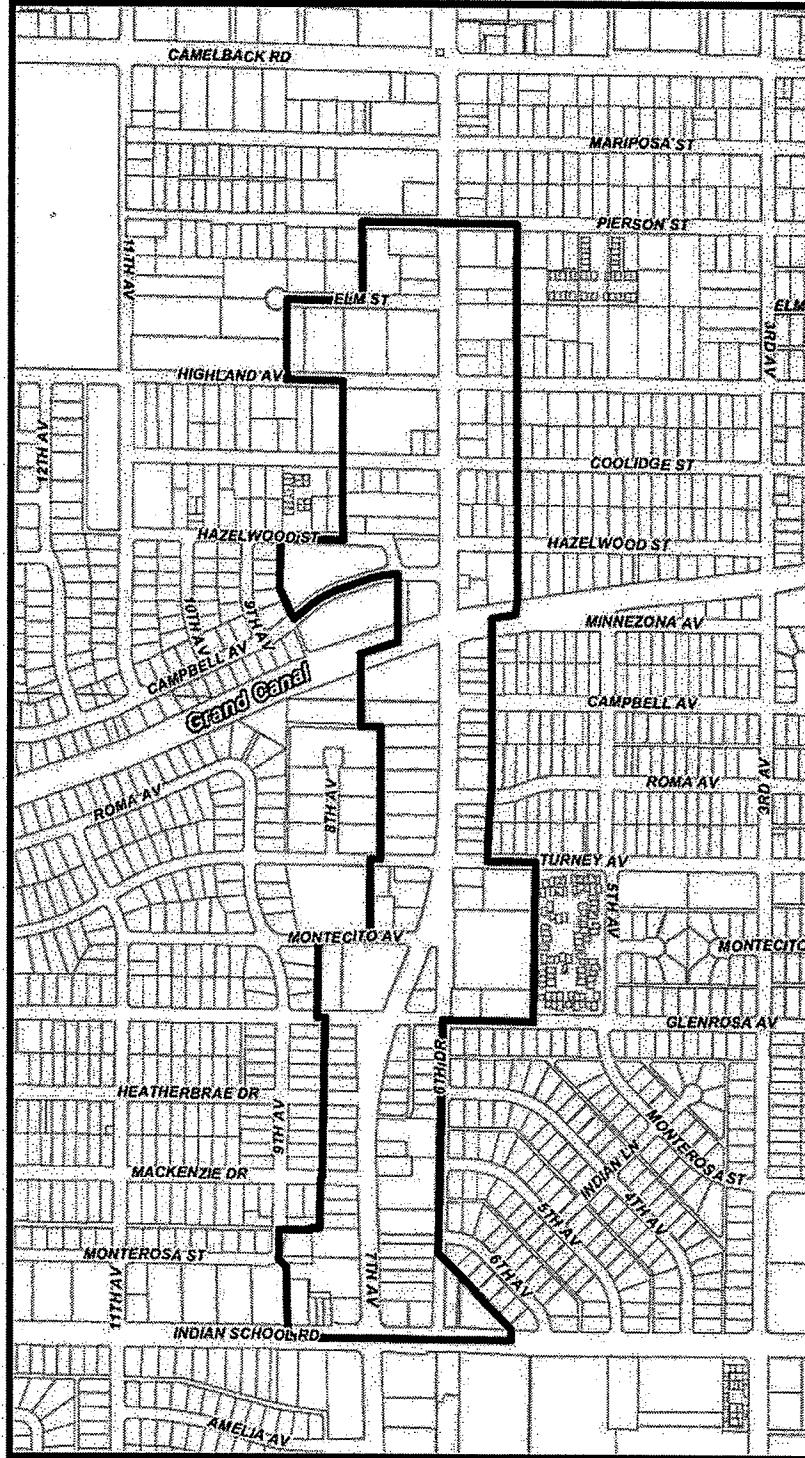 CAMELBACK RD
MARIPOSA ST
PIERSON ST
11TH AV
ELM ST
ELM
3RD AV
HIGHLAND AV
12TH AV
COOLIDGE ST
HAZELWOOD ST
HAZELWOOD ST
10TH AV
9TH AV
MINNEZONA AV
CAMPBELL AV
Grand Canal
CAMPBELL AV
ROMA AV
ROMA AV
8TH AV
3RD AV
TURNEY AV
5TH AV
MONTECITO AV
MONTECITO
GLENROSA AV
6TH DR
HEATHERBRAE DR
9TH AV
MONTEROSA ST
INDIAN LN
MACKENZIE DR
4TH AV
5TH AV
MONTEROSA ST
6TH AV
7TH AV
11TH AV
INDIAN SCHOOL RD
AMELIA AV